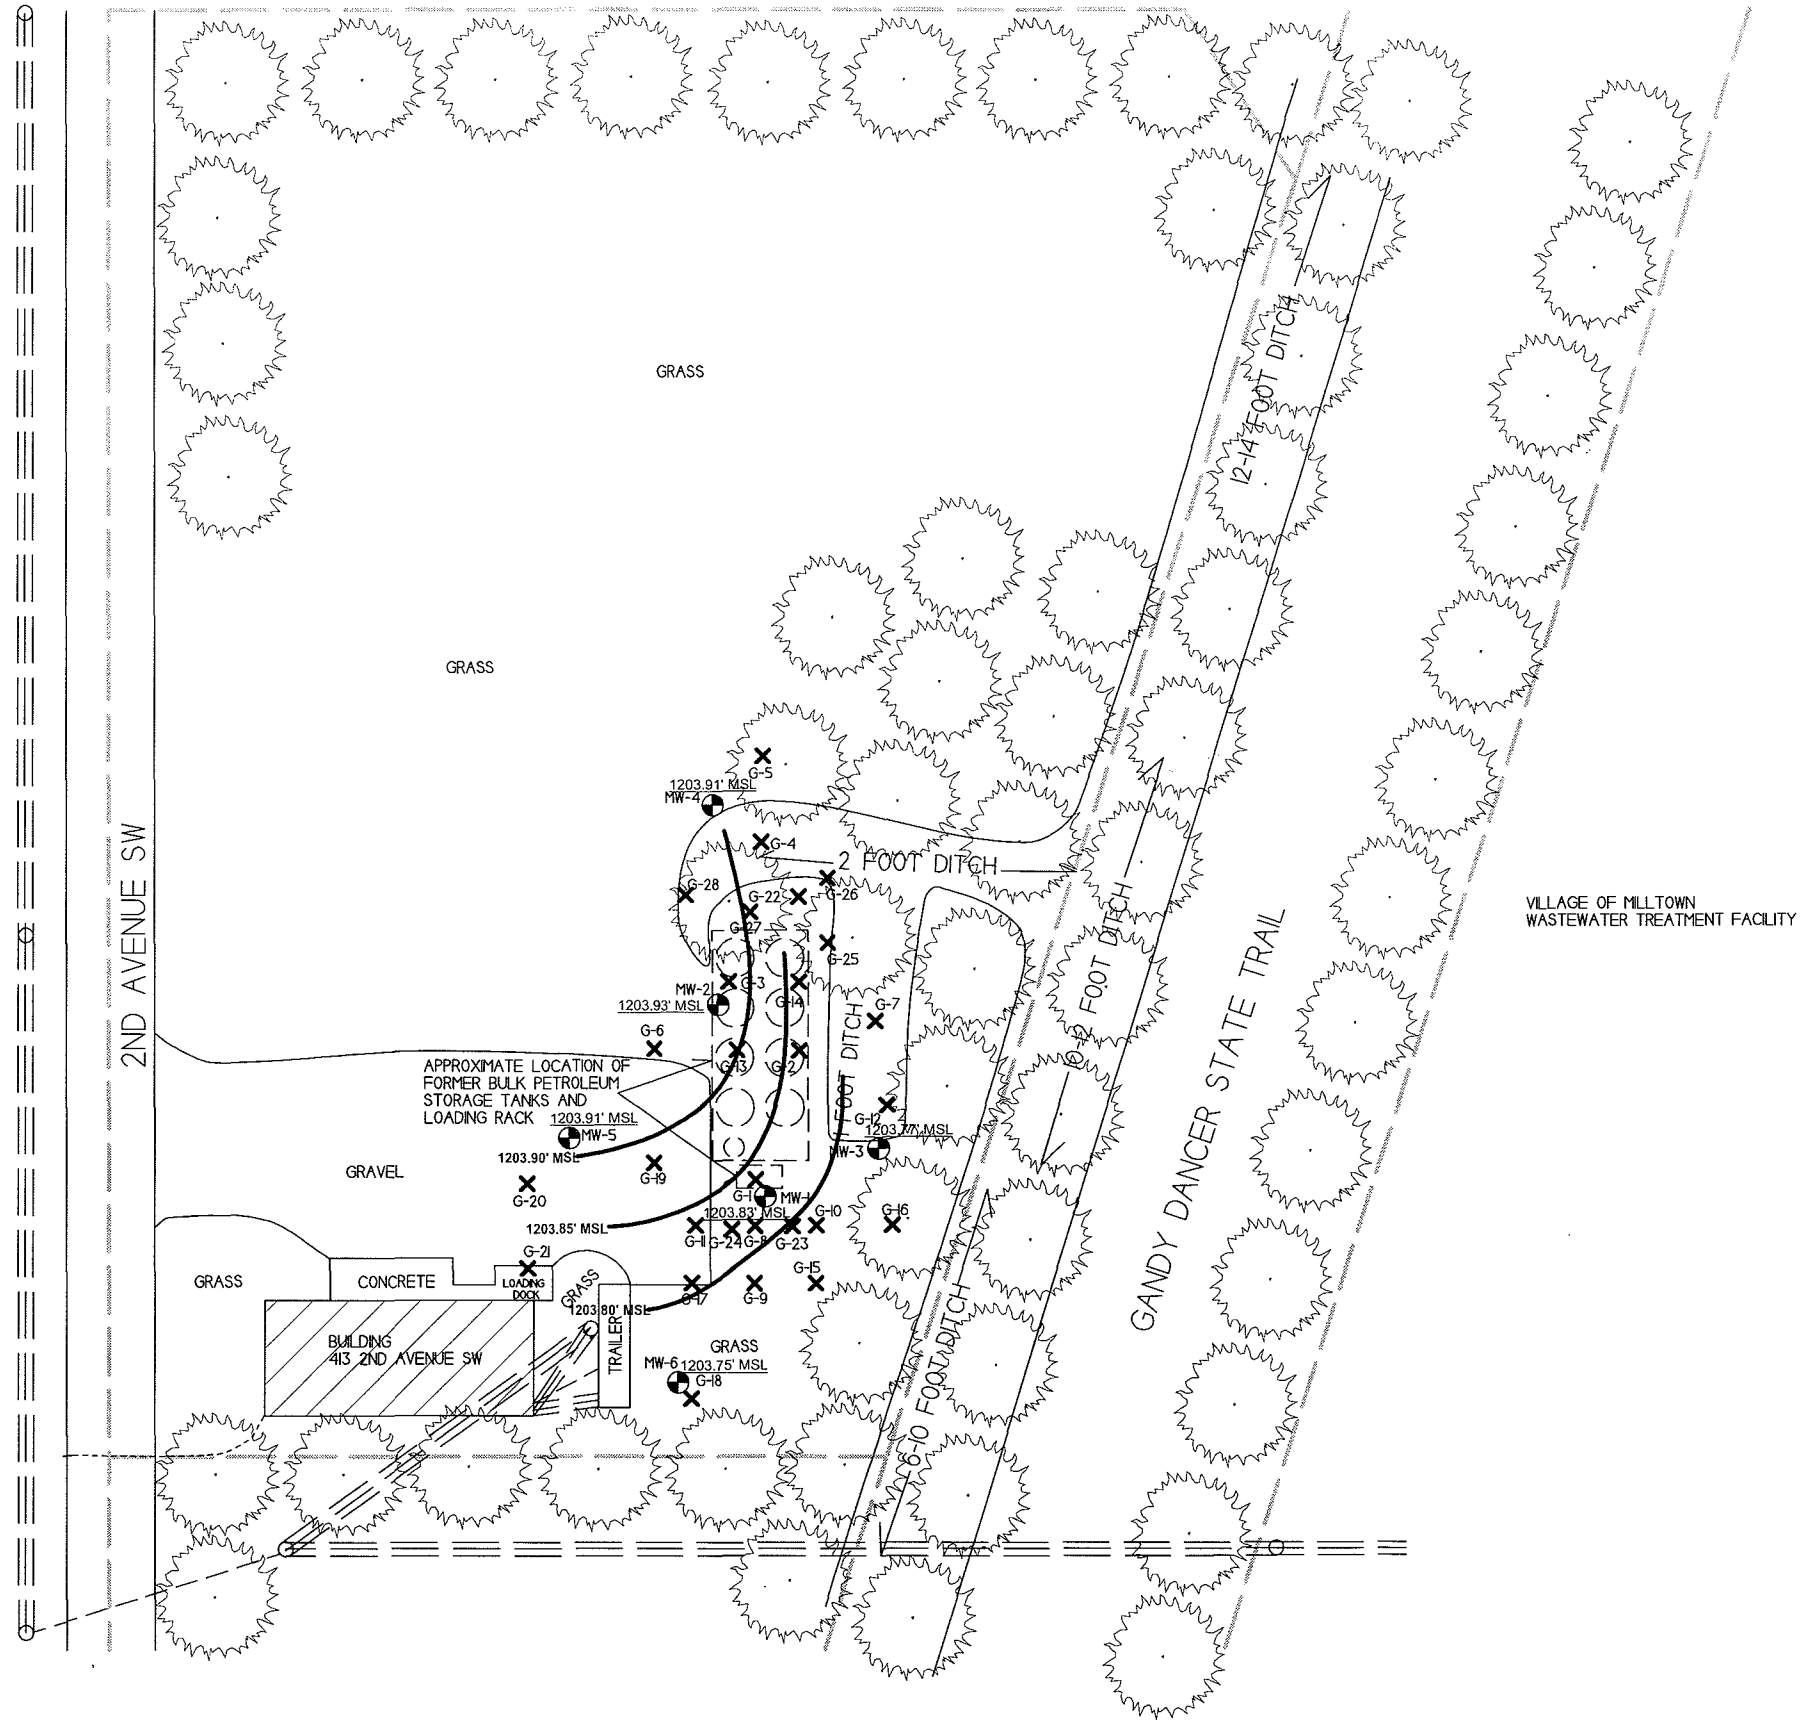 GRASS
12-14 FOOT DITCH
GRASS
G-5
1203.91' MSL
MW-4
G-4
2 FOOT DITCH
G-28
G-22
G-26
G-27
G-25
VILLAGE OF MILLTOWN
WASTEWATER TREATMENT FACILITY
2ND AVENUE SW
GANDY DANCER STATE TRAIL
10-12 FOOT DITCH
MW-2
G-3
G-14
1203.93' MSL
G-7
G-6
1 FOOT DITCH
G-13
G-2
APPROXIMATE LOCATION OF
FORMER BULK PETROLEUM
STORAGE TANKS AND
LOADING RACK
1203.91' MSL
MW-5
G-12
1203.77' MSL
MW-3
1203.90' MSL
GRAVEL
G-19
G-20
G-1
MW-1
1203.83' MSL
1203.85' MSL
G-11
G-24
G-8
G-23
G-10
G-16
G-21
GRASS
CONCRETE
LOADING
DOCK
GRASS
G-17
G-9
G-15
1203.80' MSL
BUILDING
413 2ND AVENUE SW
TRAILER
GRASS
MW-6
1203.75' MSL
G-18
6-10 FOOT DITCH